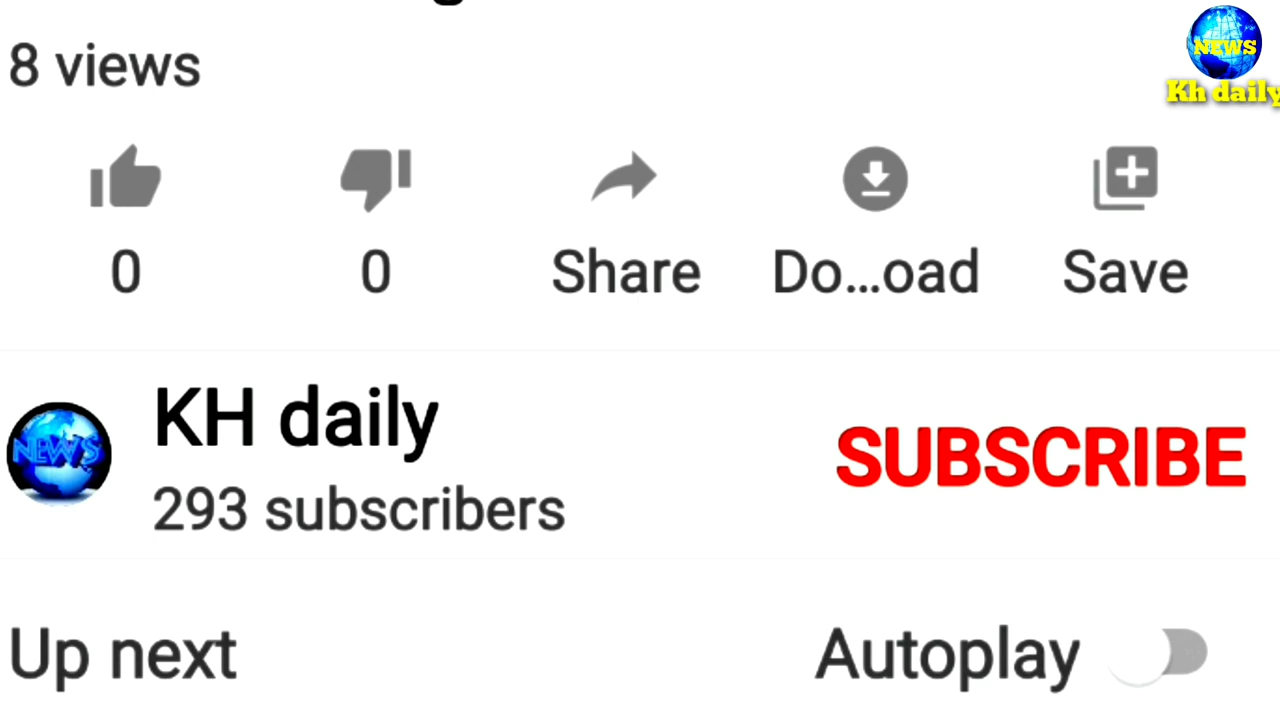 8 views
NEWS
Kh daily
0 0 Share Do...oad Save
KH daily
NEWS
SUBSCRIBE
293 subscribers
Up next Autoplay